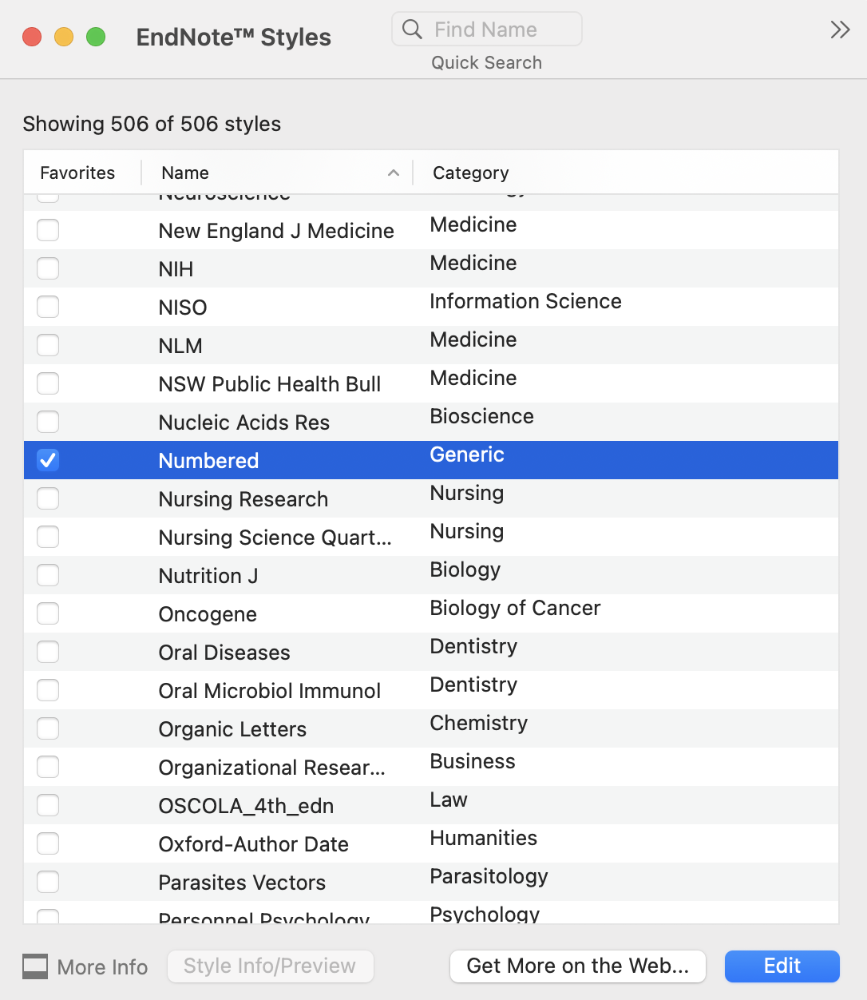 EndNote™ Styles
Find Name
Quick Search
Showing 506 of 506 styles
Favorites Name Category
Neuroscience
New England J Medicine Medicine
NIH Medicine
NISO Information Science
NLM Medicine
NSW Public Health Bull Medicine
Nucleic Acids Res Bioscience
Numbered Generic
Nursing Research Nursing
Nursing Science Quart... Nursing
Nutrition J Biology
Oncogene Biology of Cancer
Oral Diseases Dentistry
Oral Microbiol Immunol Dentistry
Organic Letters Chemistry
Organizational Resear... Business
OSCOLA_4th_edn Law
Oxford-Author Date Humanities
Parasites Vectors Parasitology
Personnel Psychology Psychology
More Info Style Info/Preview Get More on the Web... Edit